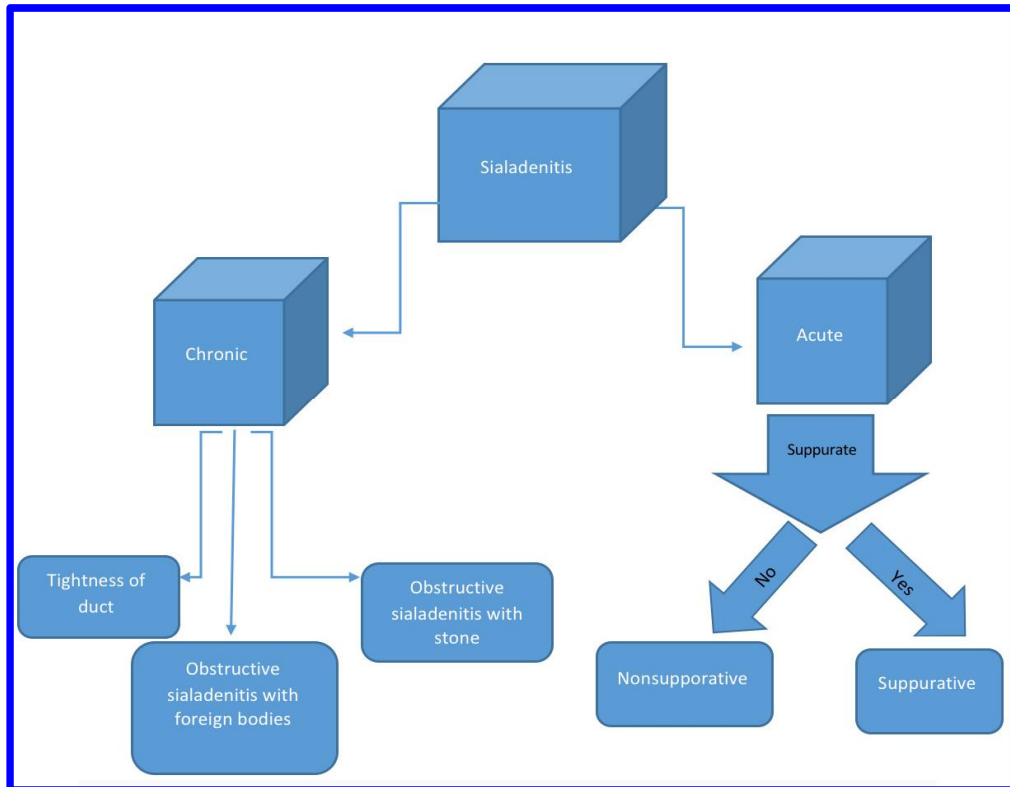 Sialadenitis
Chronic
Acute
Suppurate
No
Yes
Tightness of
duct
Obstructive
sialadenitis with
foreign bodies
Obstructive
sialadenitis with
stone
Nonsupporative
Suppurative